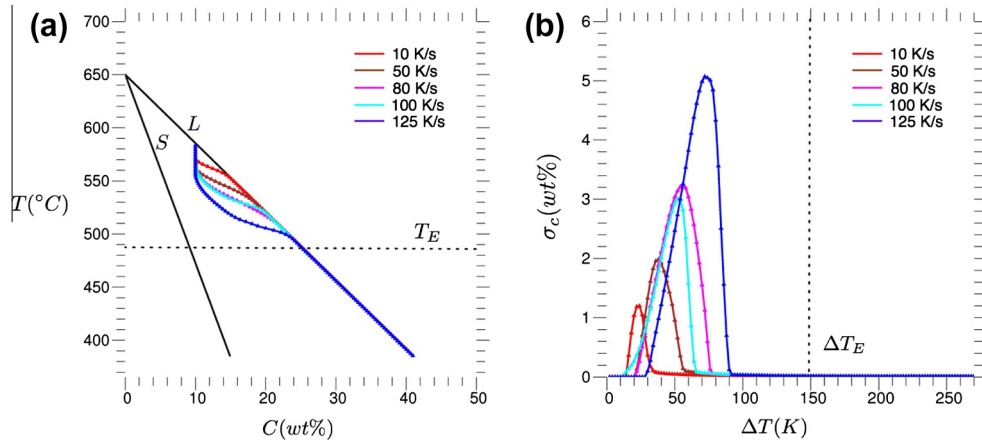 (a)
700
650
600
550
500
450
400
T(°C)
10 K/s
50 K/s
80 K/s
100 K/s
125 K/s
L
S
T_E
0 10 20 30 40 50
C(wt%)
(b)
6
5
4
3
2
1
0
σ_c(wt%)
10 K/s
50 K/s
80 K/s
100 K/s
125 K/s
ΔT_E
0 50 100 150 200 250
ΔT(K)